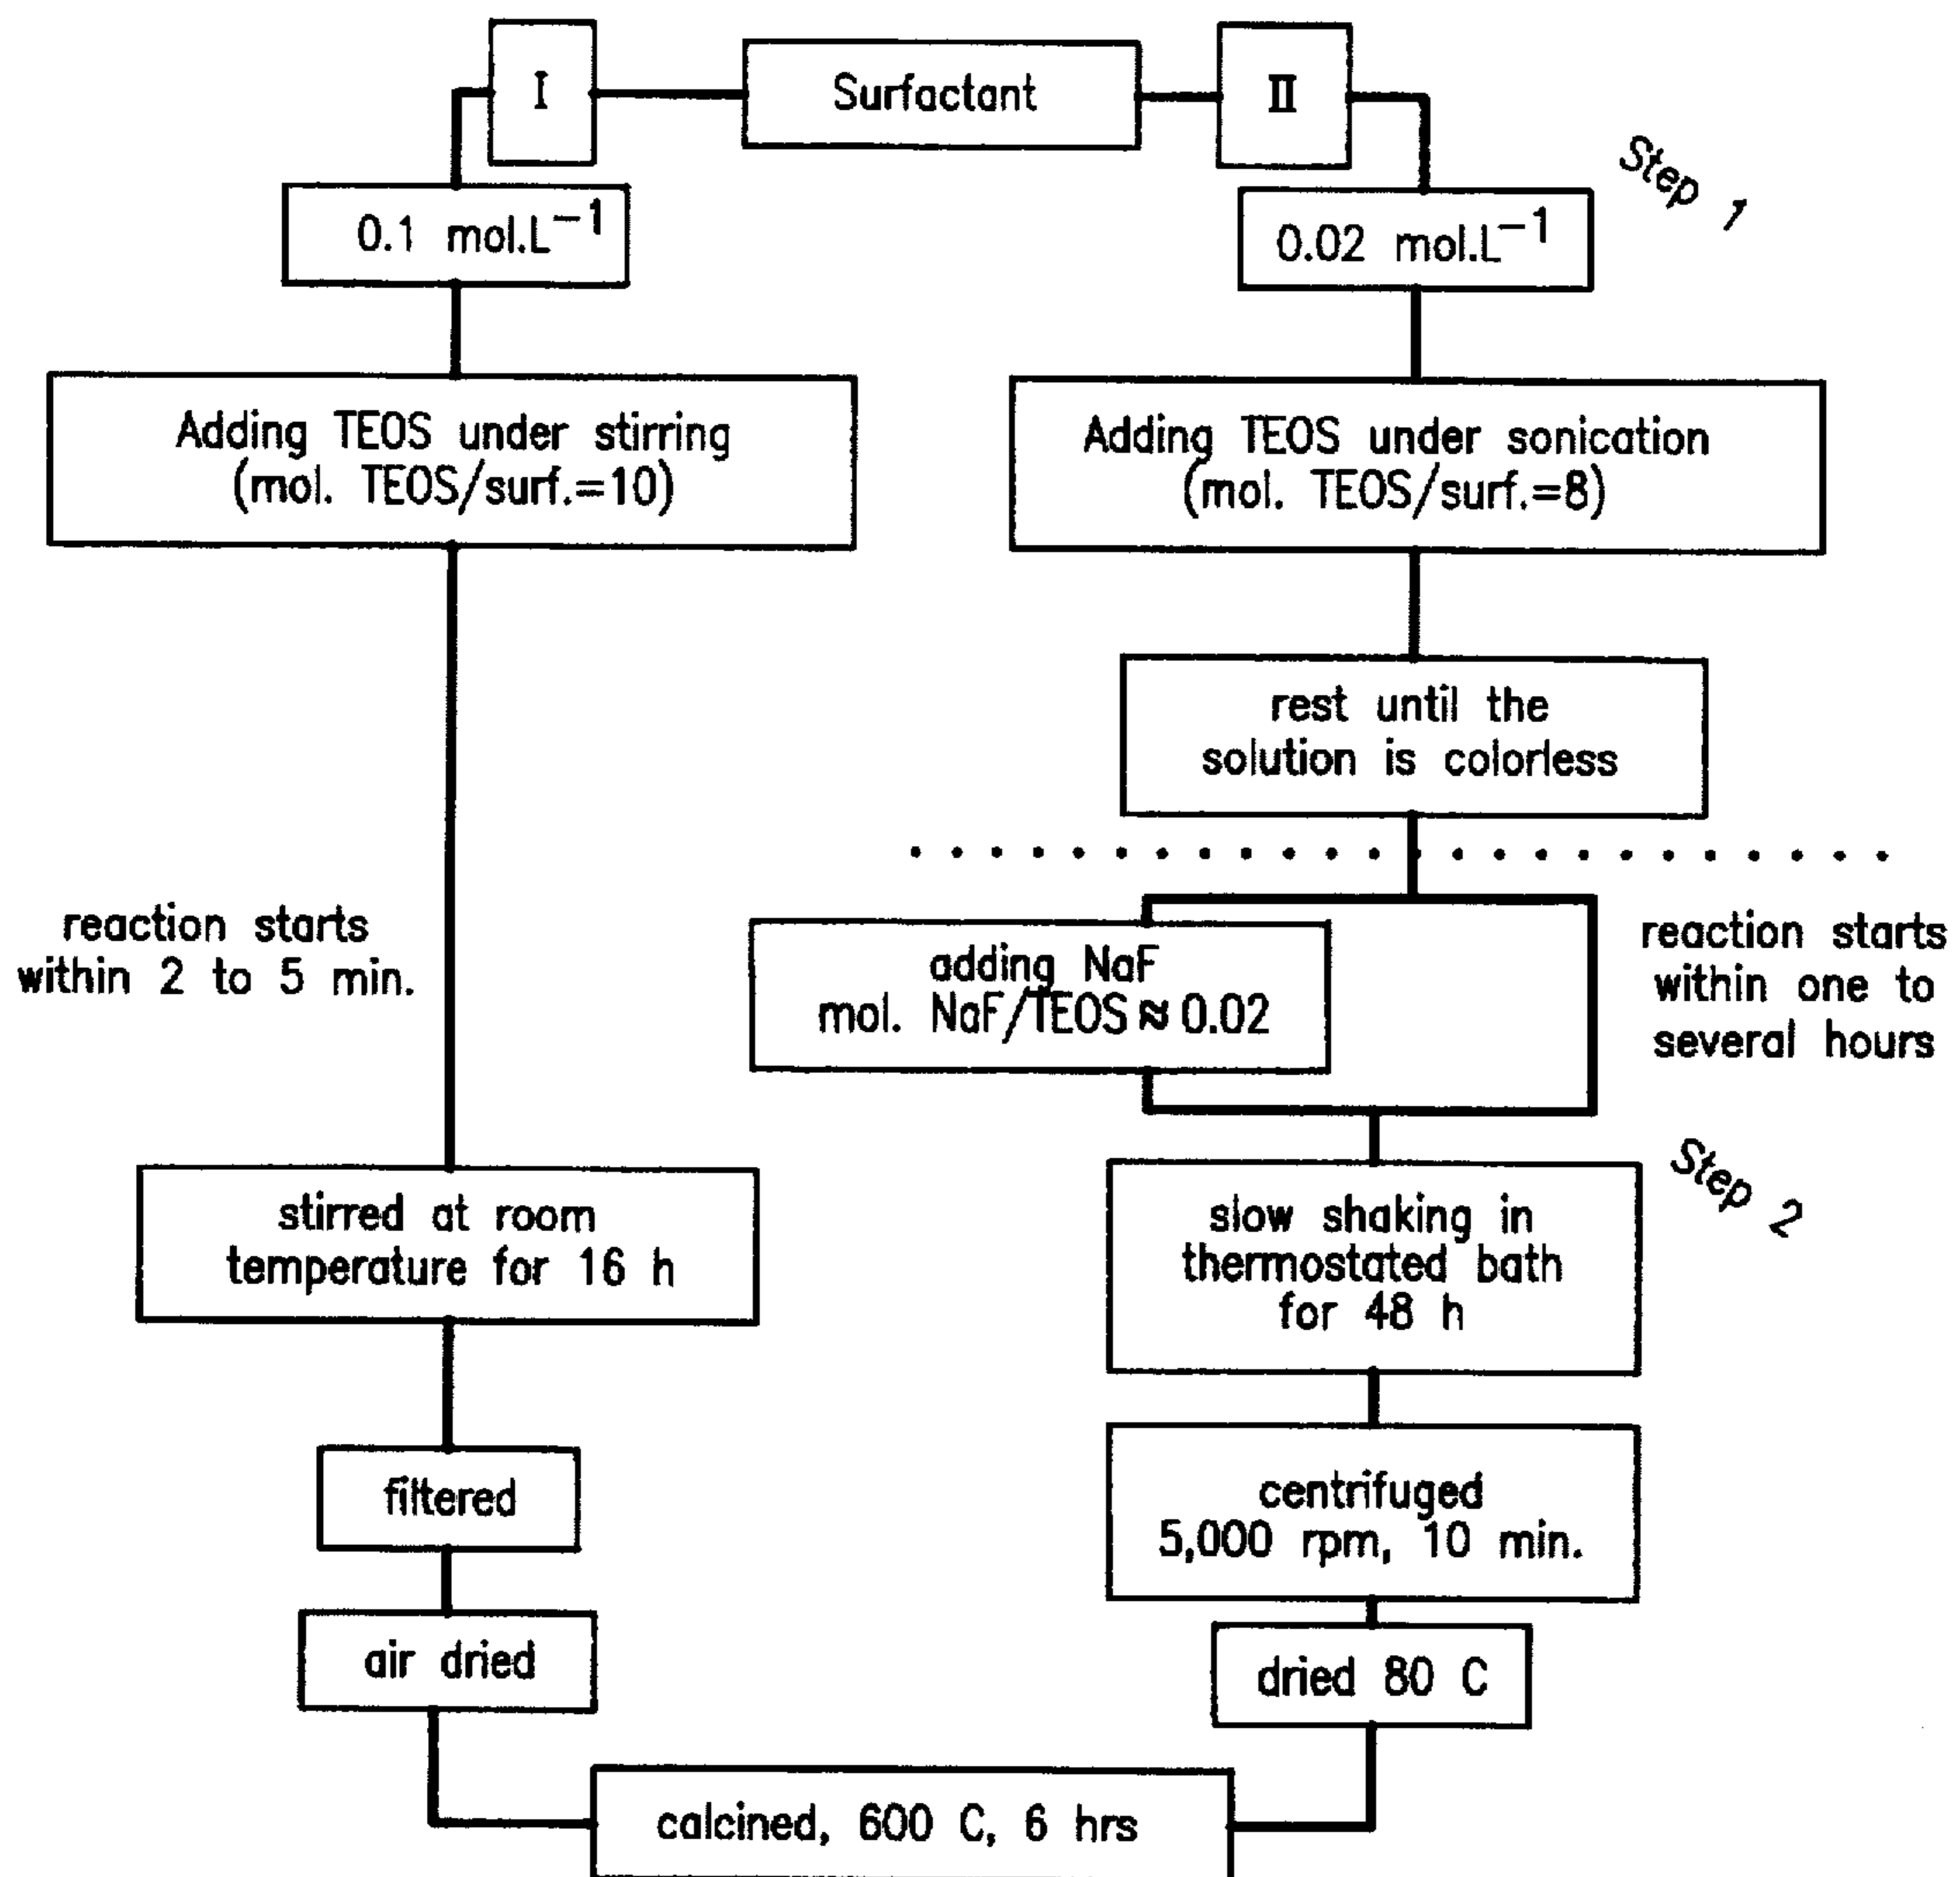 I
Surfactant
II
Step 1
0.1 mol.L⁻¹
0.02 mol.L⁻¹
Adding TEOS under stirring
(mol. TEOS/surf.=10)
Adding TEOS under sonication
(mol. TEOS/surf.=8)
rest until the
solution is colorless
reaction starts
within 2 to 5 min.
adding NaF
mol. NaF/TEOS≈0.02
reaction starts
within one to
several hours
Step 2
stirred at room
temperature for 16 h
slow shaking in
thermostated bath
for 48 h
filtered
centrifuged
5,000 rpm, 10 min.
air dried
dried 80 C
calcined, 600 C, 6 hrs